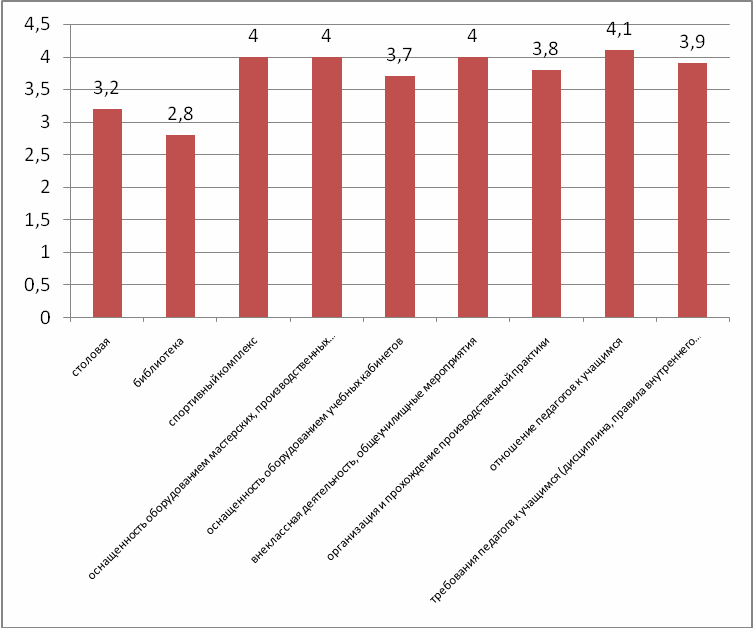 4,5
4
3,5
3
2,5
2
1,5
1
0,5
0
3,2
2,8
4
4
3,7
4
3,8
4,1
3,9
столовая
библиотека
спортивный комплекс
оснащенность оборудованием мастерских, производственных...
оснащенность оборудованием учебных кабинетов
внеклассная деятельность, общеучилищные мероприятия
организация и прохождение производственной практики
отношение педагогов к учащимся
требования педагогв к учащимся (дисциплина, правила внутреннего...